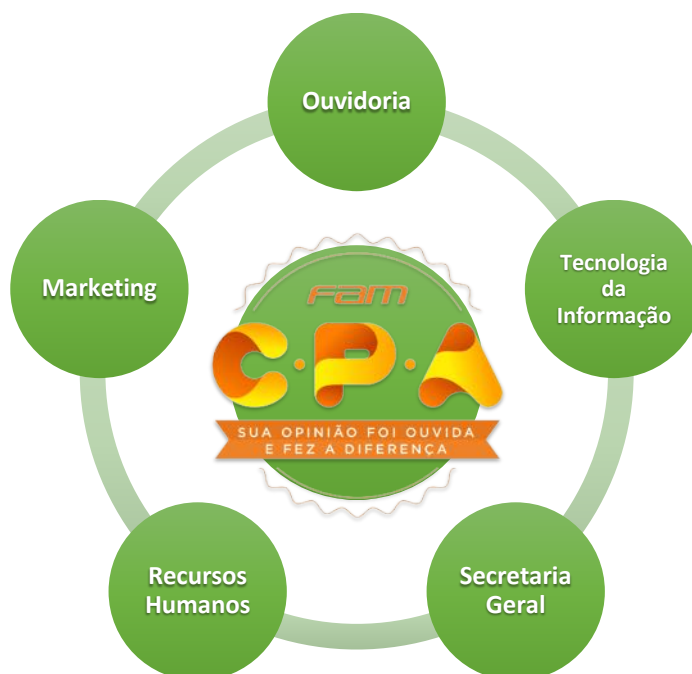 Ouvidoria
Tecnologia
da
Informação
Secretaria
Geral
Recursos
Humanos
Marketing
Fam
C.P.A
SUA OPINIÃO FOI OUVIDA
E FEZ A DIFERENÇA